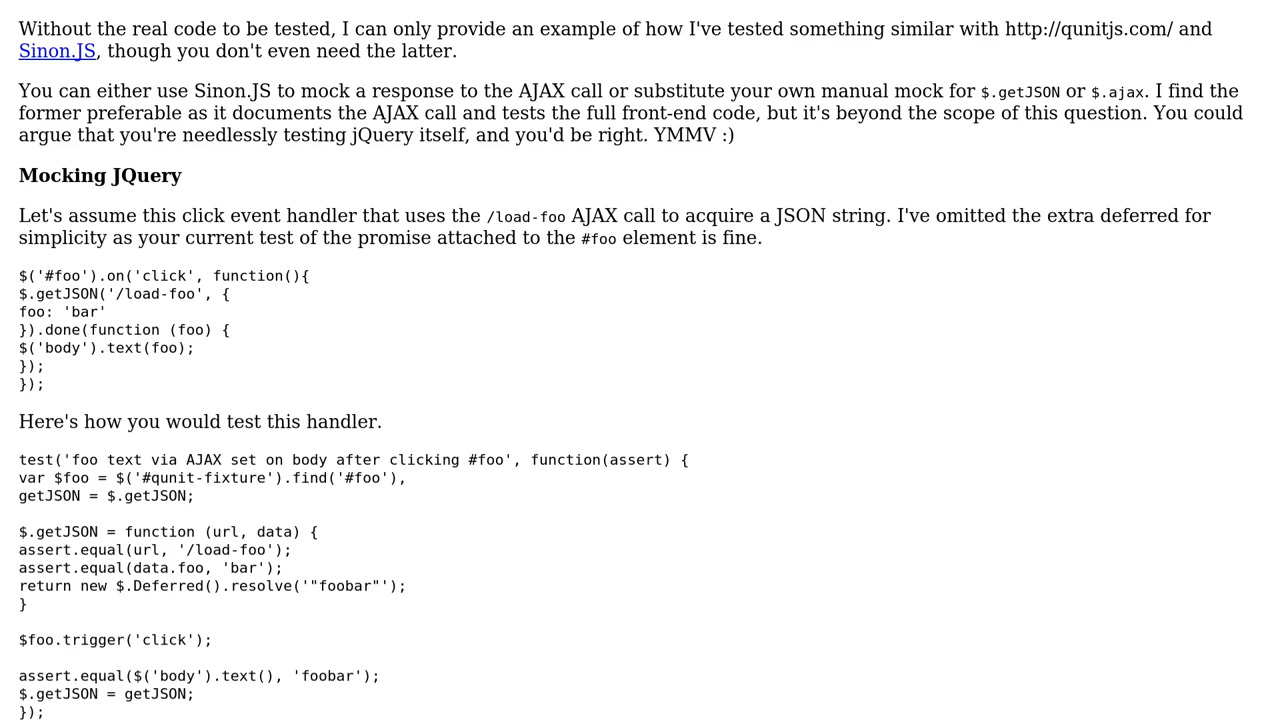 Without the real code to be tested, I can only provide an example of how I've tested something similar with http://qunitjs.com/ and
Sinon.JS, though you don't even need the latter.
You can either use Sinon.JS to mock a response to the AJAX call or substitute your own manual mock for $.getJSON or $.ajax. I find the
former preferable as it documents the AJAX call and tests the full front-end code, but it's beyond the scope of this question. You could
argue that you're needlessly testing jQuery itself, and you'd be right. YMMV :)
Mocking JQuery
Let's assume this click event handler that uses the /load-foo AJAX call to acquire a JSON string. I've omitted the extra deferred for
simplicity as your current test of the promise attached to the #foo element is fine.
$('#foo').on('click', function(){
$.getJSON('/load-foo', {
foo: 'bar'
}).done(function (foo) {
$('body').text(foo);
});
});
Here's how you would test this handler.
test('foo text via AJAX set on body after clicking #foo', function(assert) {
var $foo = $('#qunit-fixture').find('#foo'),
getJSON = $.getJSON;
$.getJSON = function (url, data) {
assert.equal(url, '/load-foo');
assert.equal(data.foo, 'bar');
return new $.Deferred().resolve('"foobar"');
}
$foo.trigger('click');
assert.equal($('body').text(), 'foobar');
$.getJSON = getJSON;
});